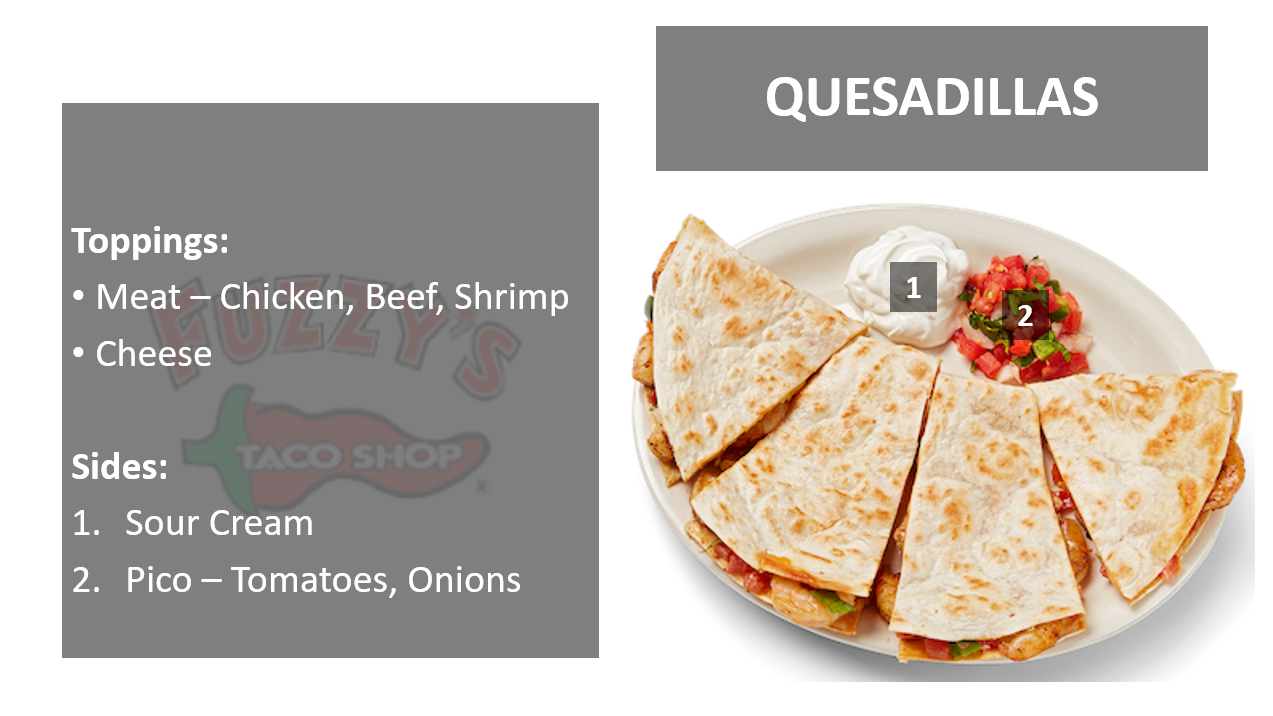 QUESADILLAS
Toppings:
• Meat – Chicken, Beef, Shrimp
• Cheese
Sides:
1. Sour Cream
2. Pico – Tomatoes, Onions
FUZZY'S
TACO SHOP
®
1
2